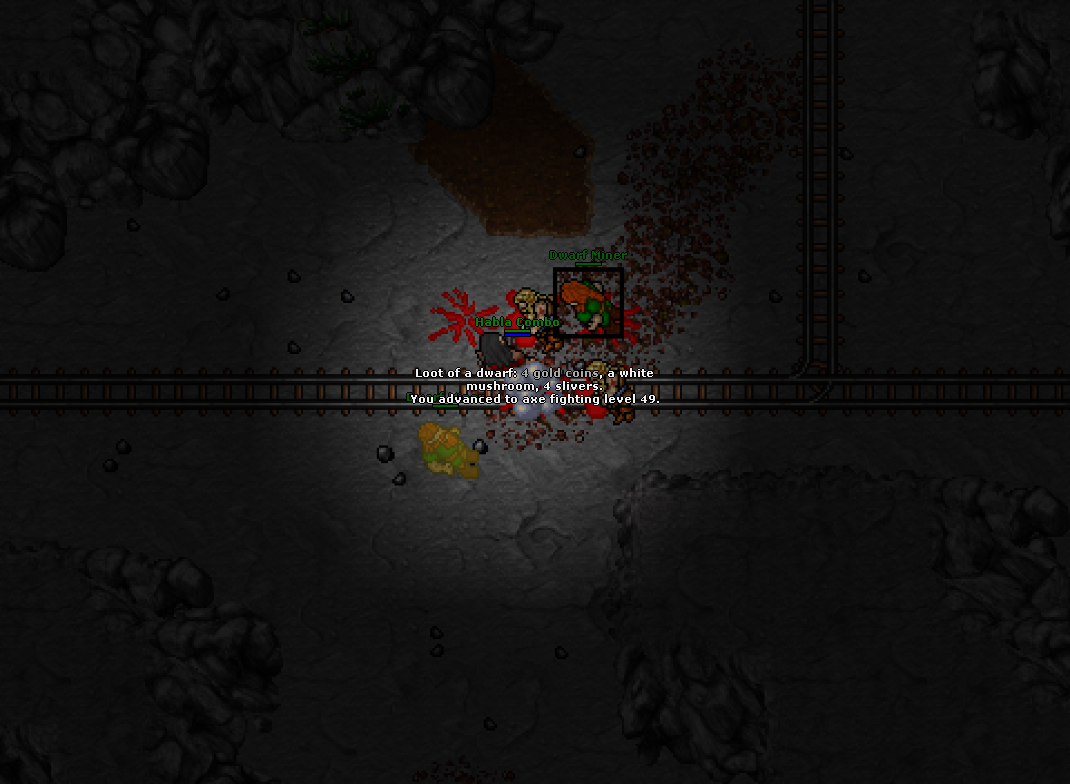 Dwarf Miner
Habla Combo
Loot of a dwarf: 4 gold coins, a white
mushroom, 4 slivers.
You advanced to axe fighting level 49.